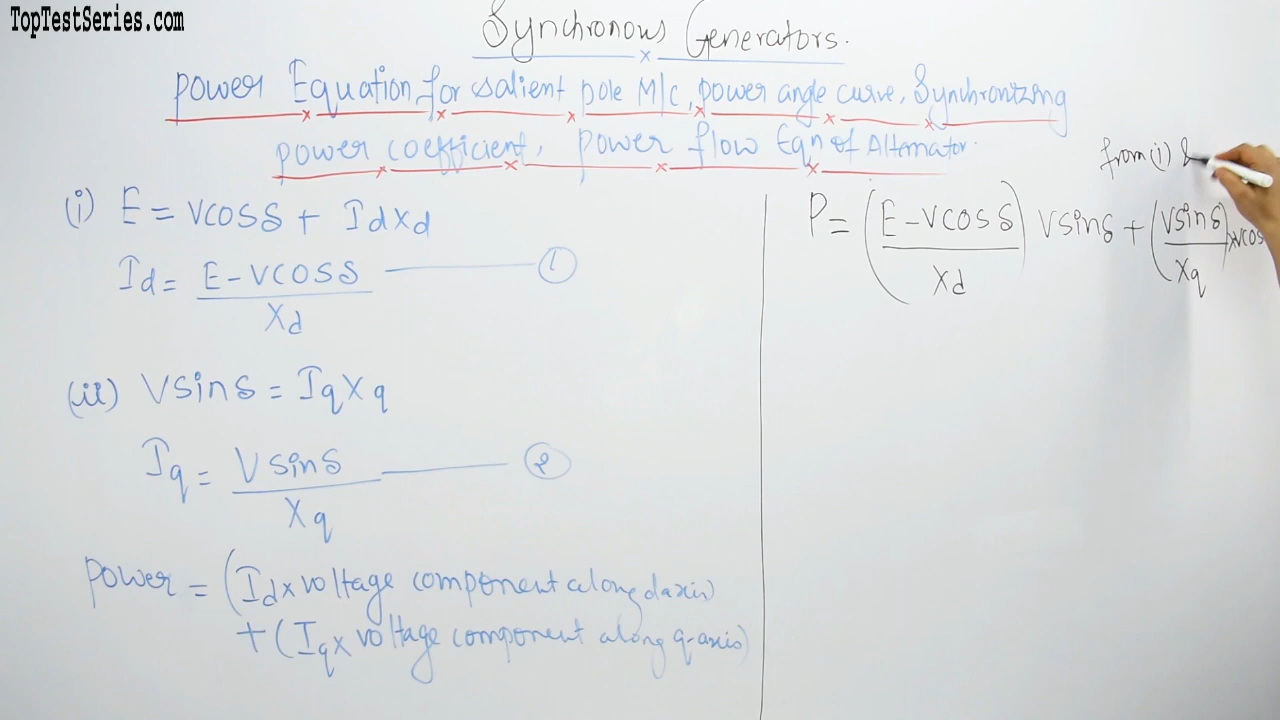 TopTestSeries.com
Synchronous Generators.
Power Equation for salient pole M/c, power angle curve, Synchronizing
power coefficient, power flow Eqn of Alternator.
(i) E = VCOSδ + IdXd
Id = E - VCOSδ / Xd — (1)
(ii) Vsinδ = IqXq
Iq = Vsinδ / Xq — (2)
Power = (Id x voltage component along d axis)
+ (Iq x voltage component along q-axis)
from (i) &
P = (E - VCOSδ / Xd) Vsinδ + (Vsinδ / Xq) x VCOS